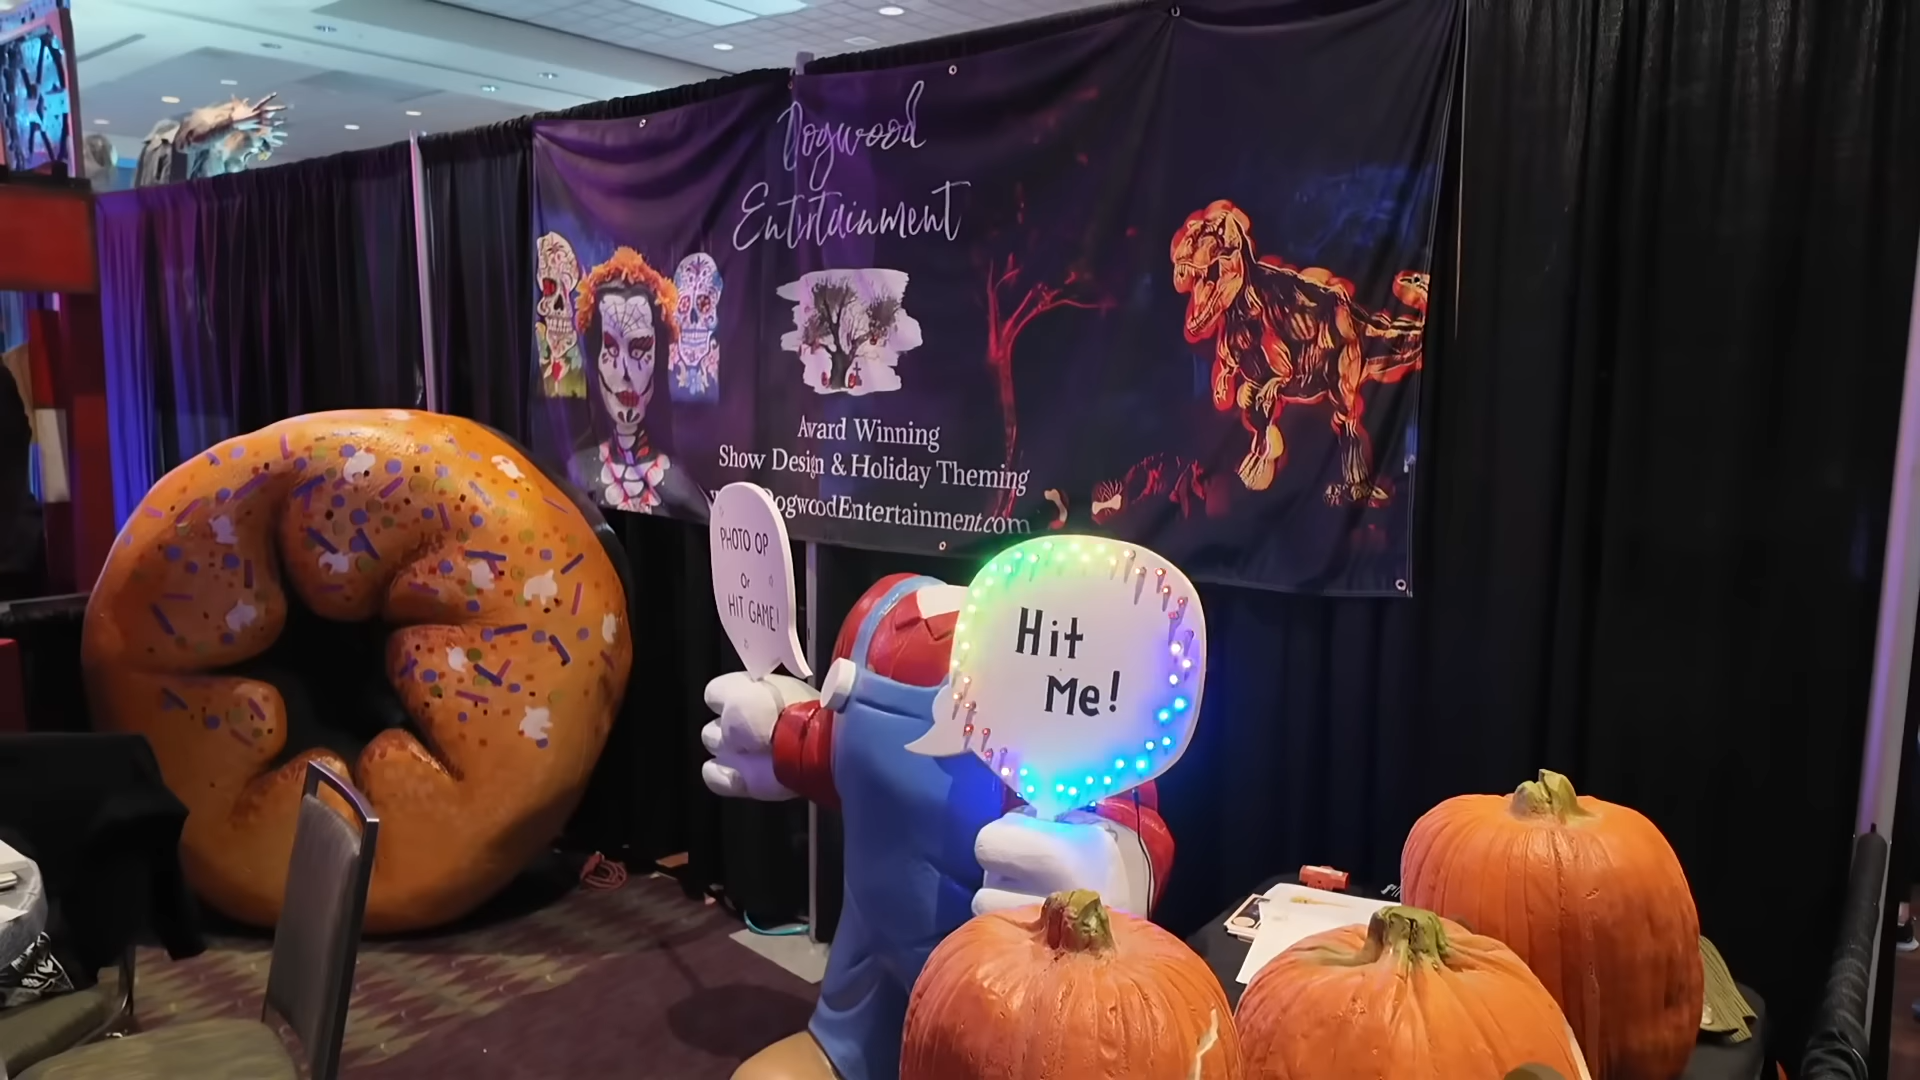 Dogwood
Entertainment
Award Winning
Show Design & Holiday Theming
DogwoodEntertainment.com
PHOTO OP
Or
HIT GAME!
Hit
Me!